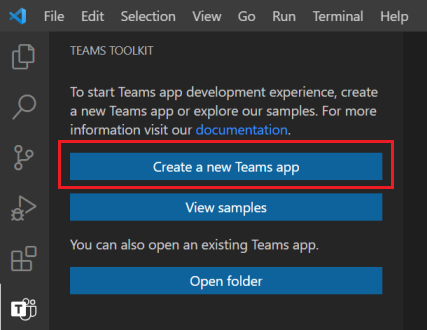 File Edit Selection View Go Run Terminal Help
TEAMS TOOLKIT
To start Teams app development experience, create
a new Teams app or explore our samples. For more
information visit our documentation.
Create a new Teams app
View samples
You can also open an existing Teams app.
Open folder
T